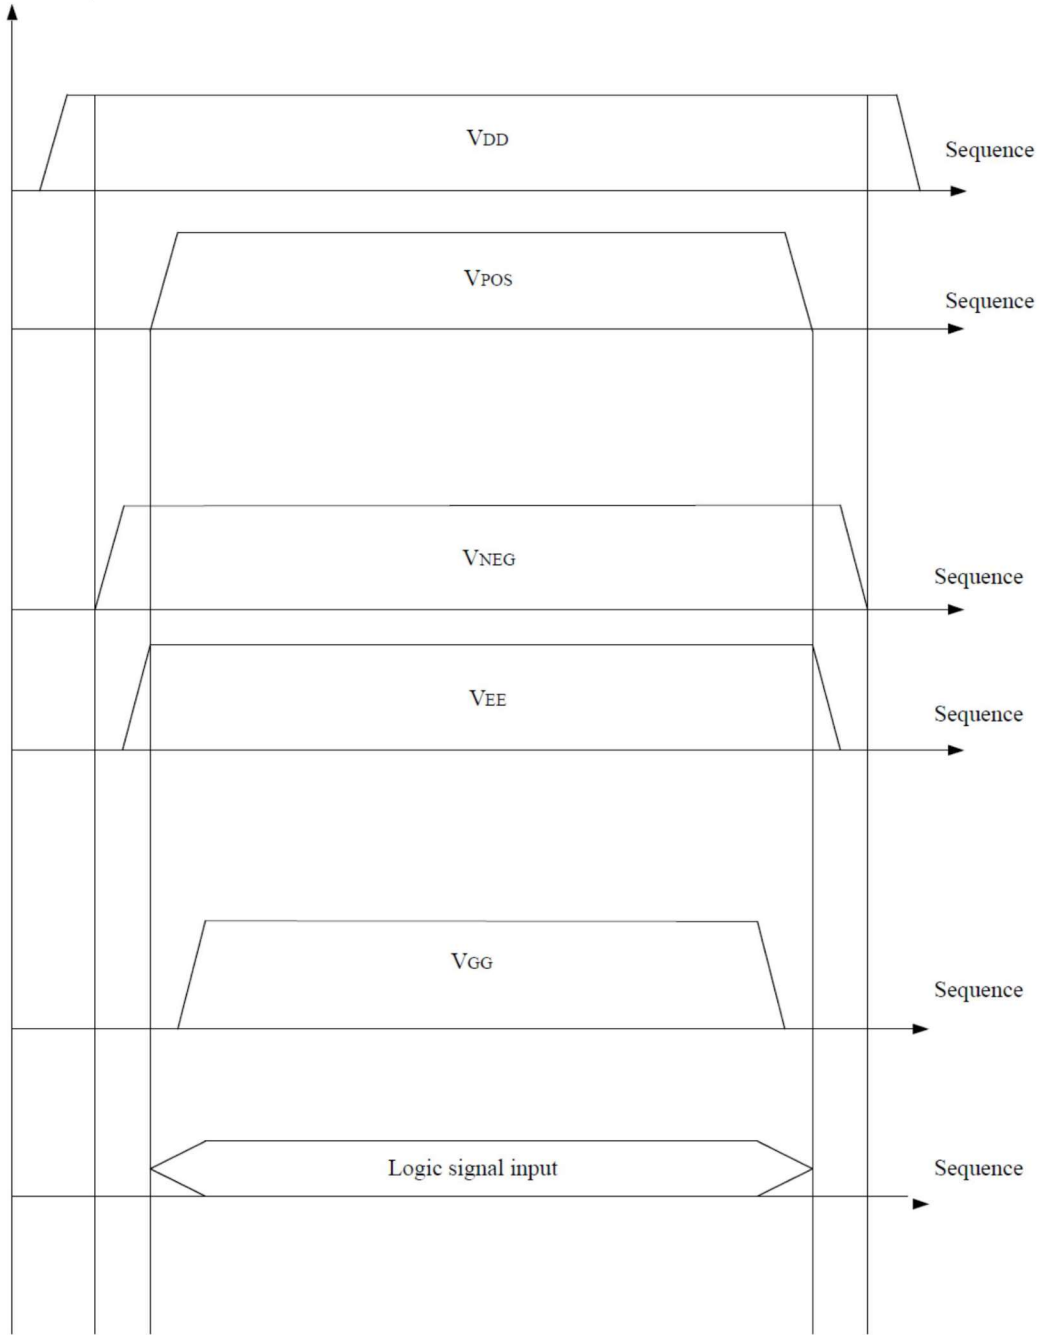 VDD
Sequence
VPOS
Sequence
VNEG
Sequence
VEE
Sequence
VGG
Sequence
Logic signal input
Sequence